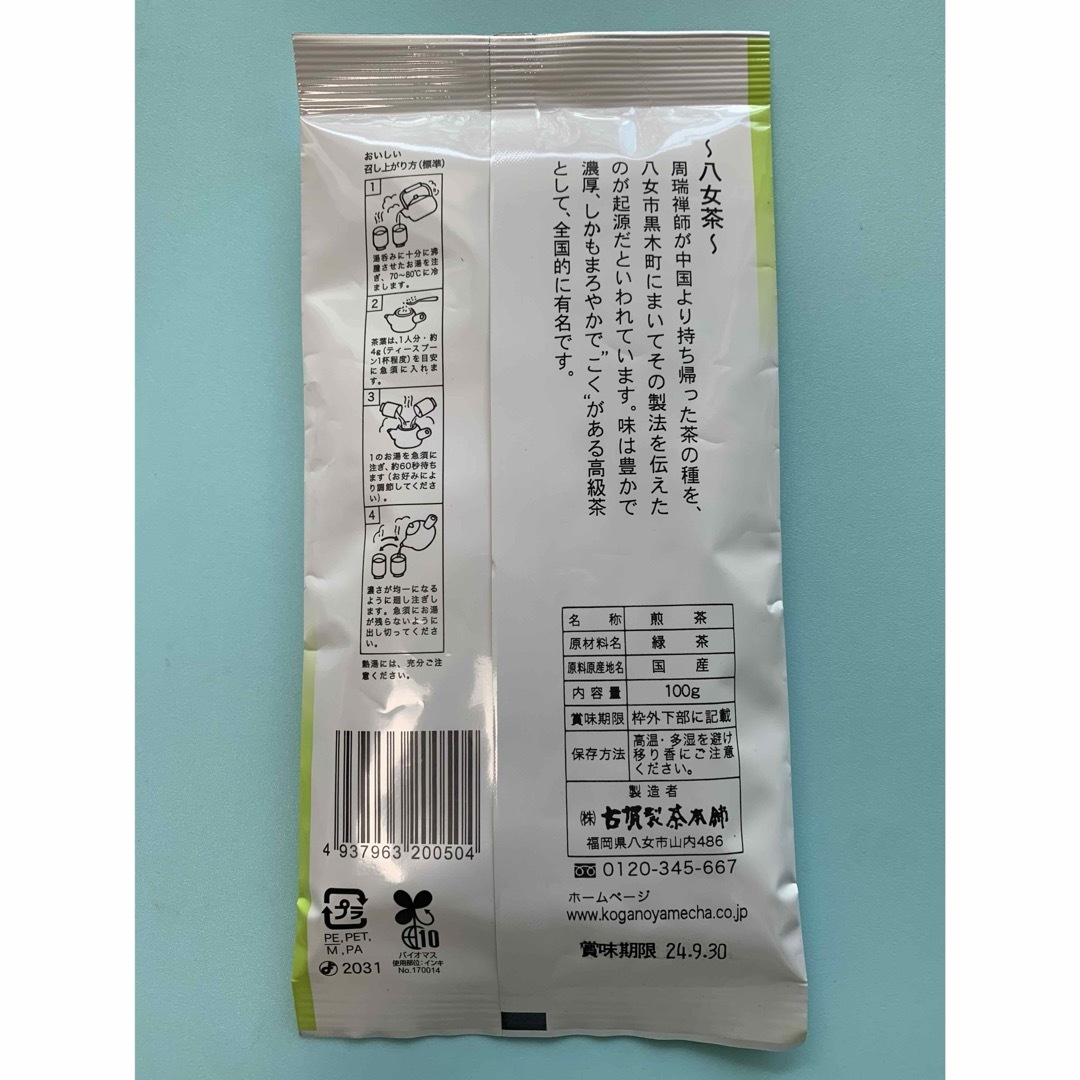 〜八女茶〜
周瑞禅師が中国より持ち帰った茶の種を、
八女市黒木町にまいてその製法を伝えた
のが起源だといわれています。味は豊かで
濃厚、しかもまろやかで"こく"がある高級茶
として、全国的に有名です。
おいしい
召し上がり方(標準)
1
湯呑みに十分に沸
騰させたお湯を注
ぎ、70〜80℃に冷
まします。
2
茶葉は、1人分・約
4g(ティースプー
ン1杯程度)を目安
に急須に入れま
す。
3
1のお湯を急須に
注ぎ、約60秒待ち
ます(お好みによ
り調節してくださ
い)。
4
濃さが均一になる
ように廻し注ぎし
ます。急須にお湯
が残らないように
出し切ってくださ
い。
熱湯には、充分ご注
意ください。
名称 煎茶
原材料名 緑茶
原料原産地名 国産
内容量 100g
賞味期限 枠外下部に記載
保存方法 高温・多湿を避け
移り香にご注意
ください。
製造者
㈱古賀製茶本舗
福岡県八女市山内486
0120-345-667
ホームページ
www.koganoyamecha.co.jp
賞味期限 24.9.30
4 937963 200504
プラ
PE,PET,
M,PA
2031
10
バイオマス
使用部位:インキ
No.170014